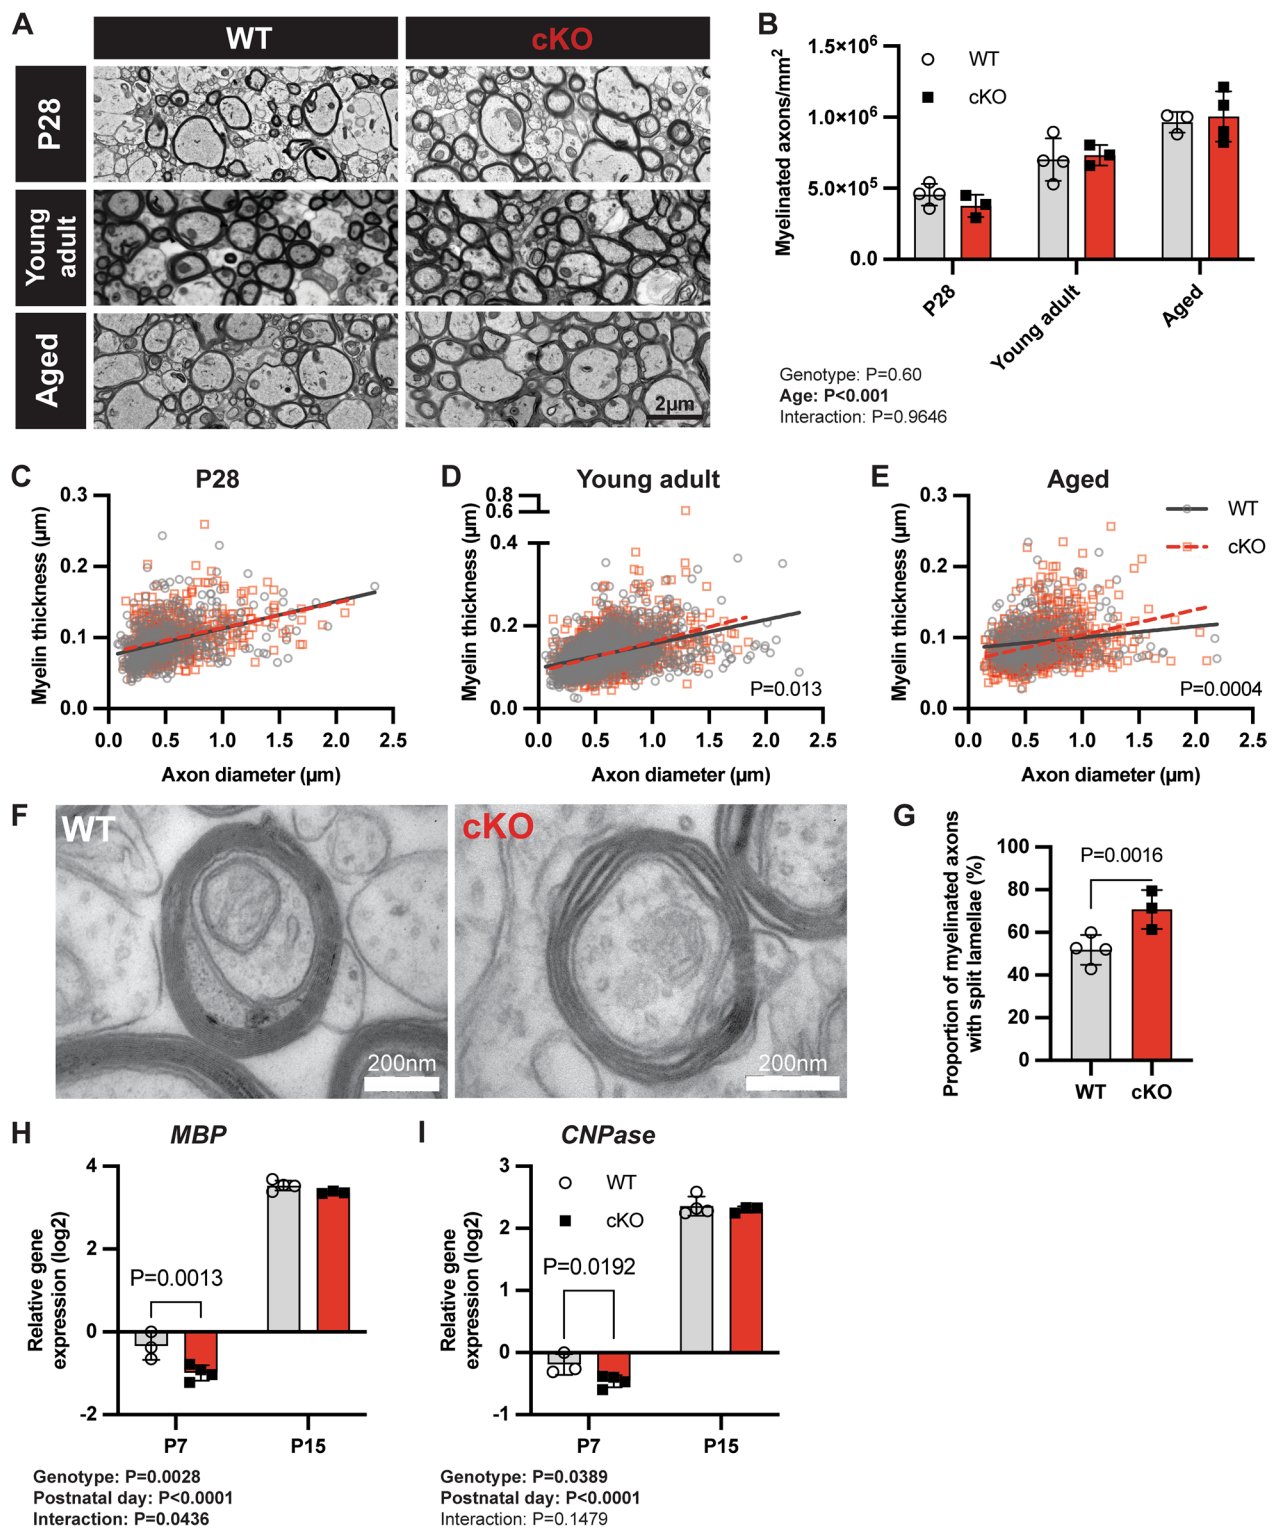 A
WT
cKO
P28
Young
adult
Aged
2µm
B
Myelinated axons/mm2
1.5×10^6
1.0×10^6
5.0×10^5
0.0
WT
cKO
P28
Young adult
Aged
Genotype: P=0.60
Age: P<0.001
Interaction: P=0.9646
C
P28
Myelin thickness (µm)
0.3
0.2
0.1
0.0
0.0 0.5 1.0 1.5 2.0 2.5
Axon diameter (µm)
D
Young adult
Myelin thickness (µm)
0.8
0.6
0.4
0.2
0.0
P=0.013
0.0 0.5 1.0 1.5 2.0 2.5
Axon diameter (µm)
E
Aged
Myelin thickness (µm)
0.3
0.2
0.1
0.0
WT
cKO
P=0.0004
0.0 0.5 1.0 1.5 2.0 2.5
Axon diameter (µm)
F
WT
200nm
cKO
200nm
G
Proportion of myelinated axons
with split lamellae (%)
100
80
60
40
20
0
P=0.0016
WT cKO
H
MBP
Relative gene
expression (log2)
4
2
0
-2
P=0.0013
P7 P15
Genotype: P=0.0028
Postnatal day: P<0.0001
Interaction: P=0.0436
I
CNPase
Relative gene
expression (log2)
3
2
1
0
-1
WT
cKO
P=0.0192
P7 P15
Genotype: P=0.0389
Postnatal day: P<0.0001
Interaction: P=0.1479